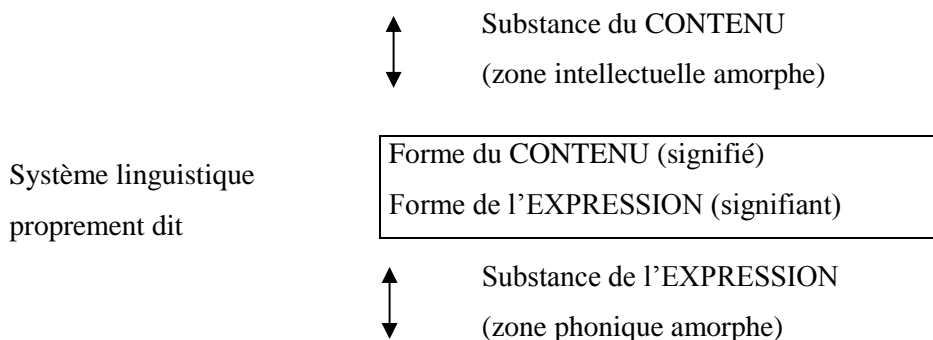 Substance du CONTENU
(zone intellectuelle amorphe)
Système linguistique
proprement dit
Forme du CONTENU (signifié)
Forme de l’EXPRESSION (signifiant)
Substance de l’EXPRESSION
(zone phonique amorphe)